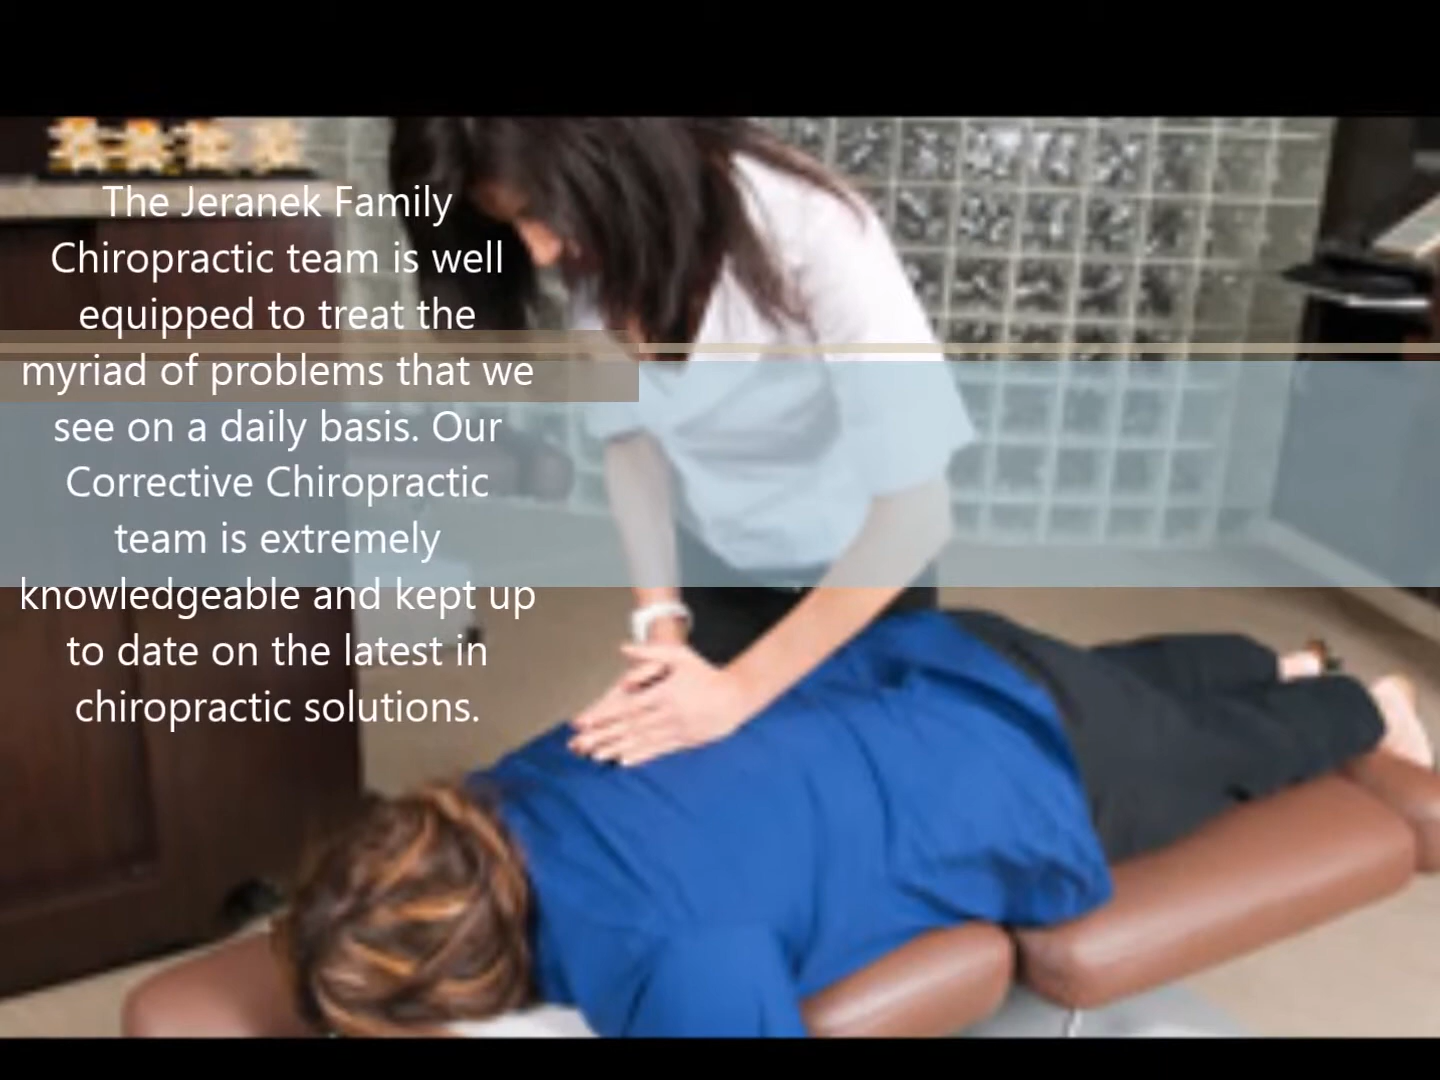 The Jeranek Family
Chiropractic team is well
equipped to treat the
myriad of problems that we
see on a daily basis. Our
Corrective Chiropractic
team is extremely
knowledgeable and kept up
to date on the latest in
chiropractic solutions.